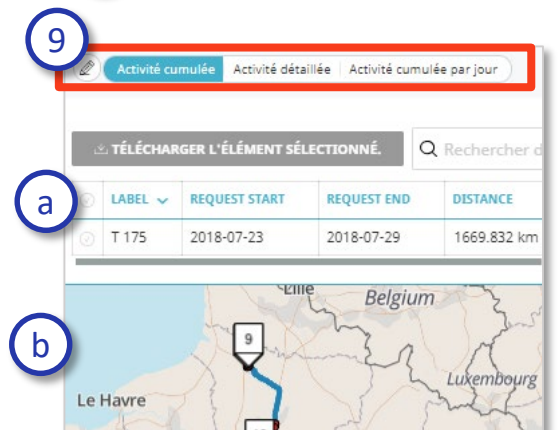 9
Activité cumulée Activité détaillée Activité cumulée par jour
TÉLÉCHARGER L'ÉLÉMENT SÉLECTIONNÉ. Rechercher d
a
LABEL REQUEST START REQUEST END DISTANCE
T 175 2018-07-23 2018-07-29 1669.832 km
b
Lille
Belgium
9
Luxembourg
Le Havre